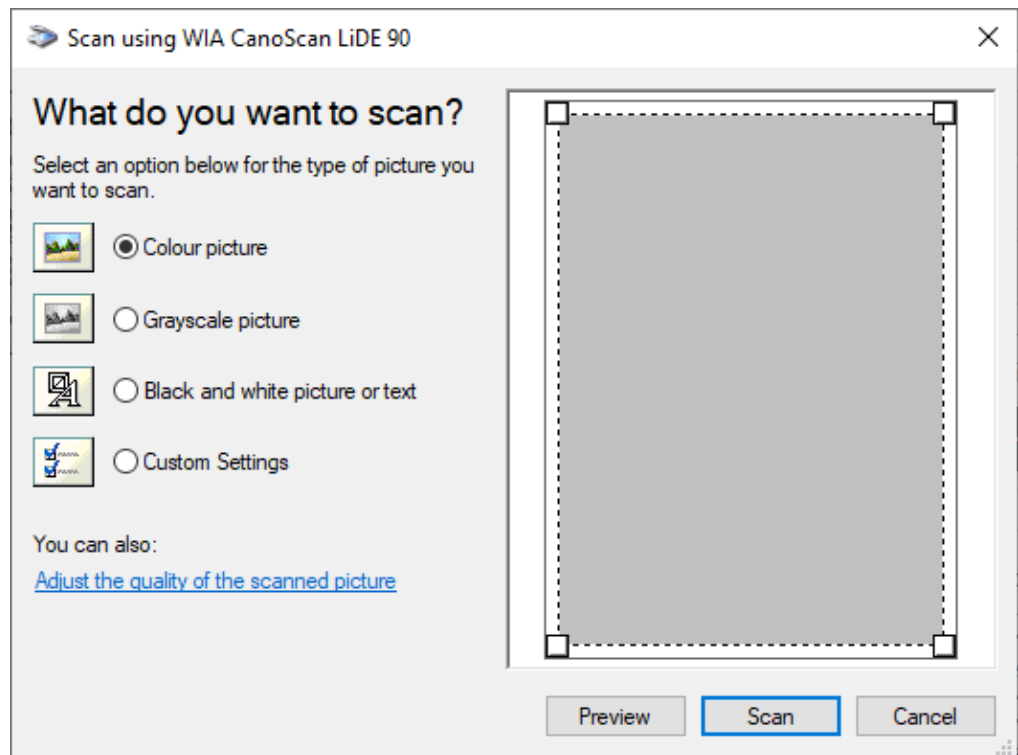 Scan using WIA CanoScan LiDE 90
What do you want to scan?
Select an option below for the type of picture you
want to scan.
Colour picture
Grayscale picture
Black and white picture or text
Custom Settings
You can also:
Adjust the quality of the scanned picture
Preview
Scan
Cancel